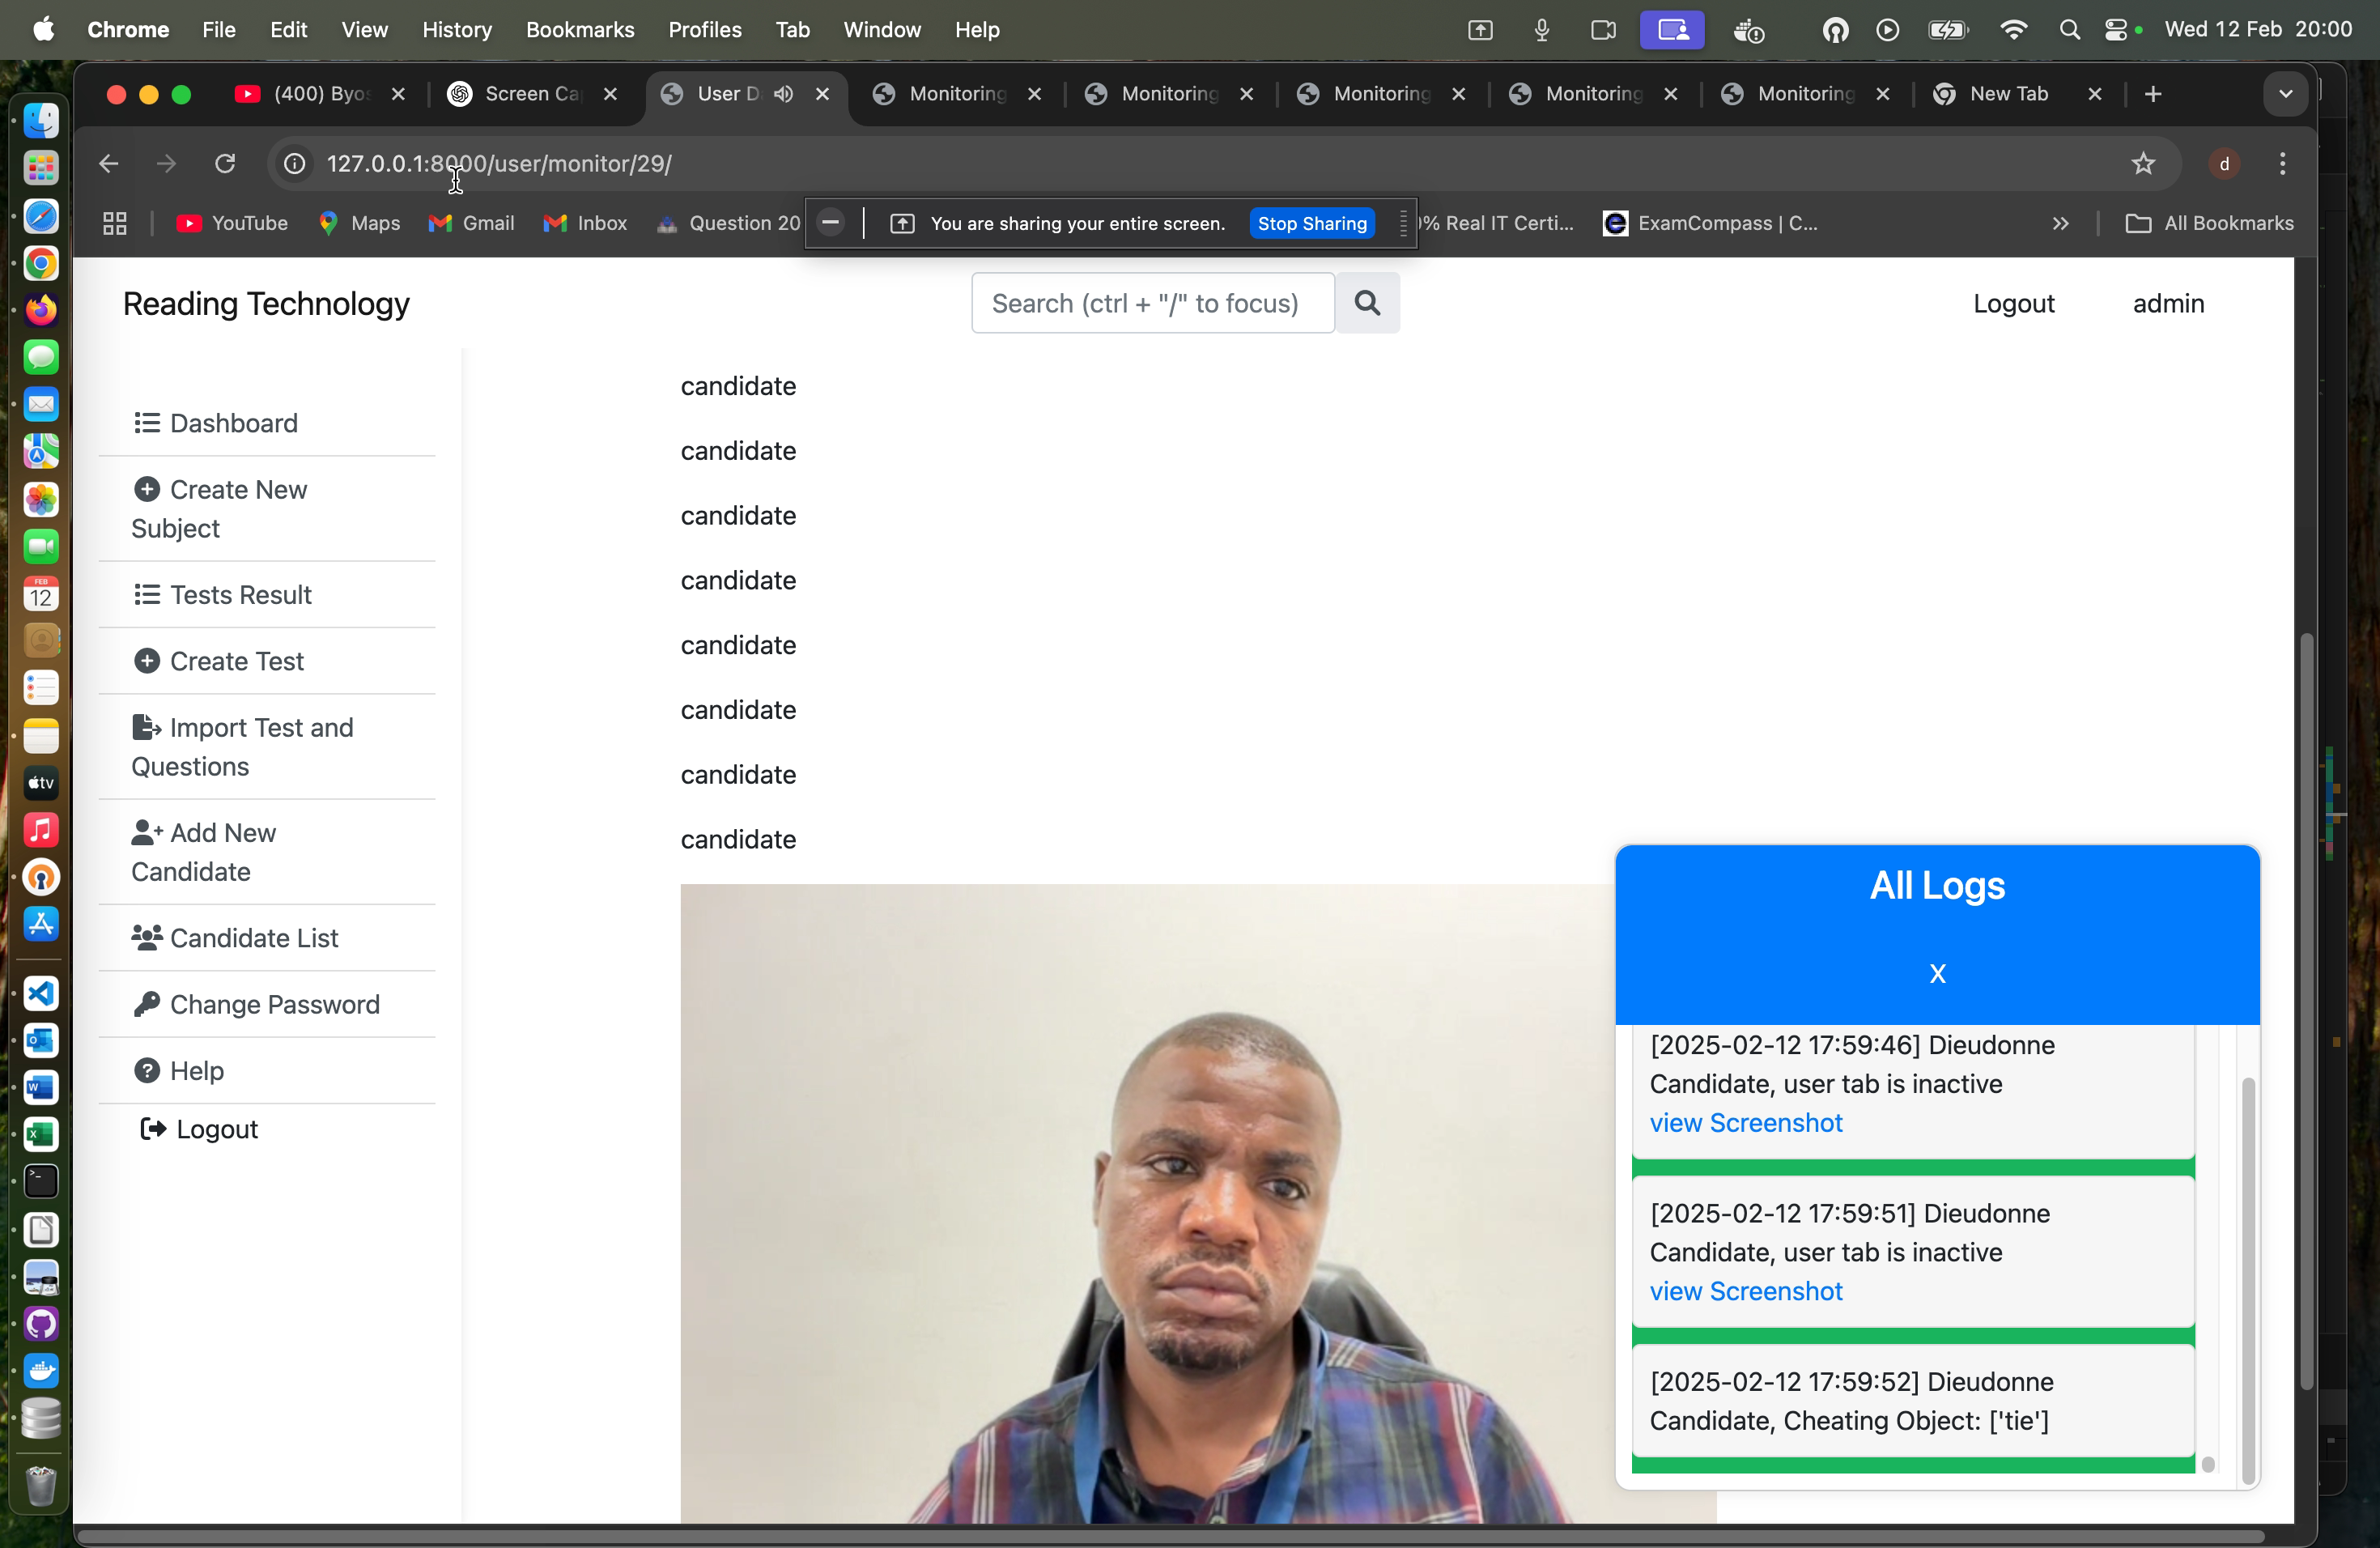 Chrome File Edit View History Bookmarks Profiles Tab Window Help Wed 12 Feb 20:00
(400) Byos Screen Ca User D Monitoring Monitoring Monitoring Monitoring Monitoring New Tab
127.0.0.1:8000/user/monitor/29/ d
YouTube Maps Gmail Inbox Question 20 You are sharing your entire screen. Stop Sharing % Real IT Certi... ExamCompass | C... All Bookmarks
Reading Technology Search (ctrl + "/" to focus) Logout admin
Dashboard
Create New
Subject
Tests Result
Create Test
Import Test and
Questions
Add New
Candidate
Candidate List
Change Password
Help
Logout
candidate
candidate
candidate
candidate
candidate
candidate
candidate
candidate
All Logs
X
[2025-02-12 17:59:46] Dieudonne
Candidate, user tab is inactive
view Screenshot
[2025-02-12 17:59:51] Dieudonne
Candidate, user tab is inactive
view Screenshot
[2025-02-12 17:59:52] Dieudonne
Candidate, Cheating Object: ['tie']
FEB
12
tv